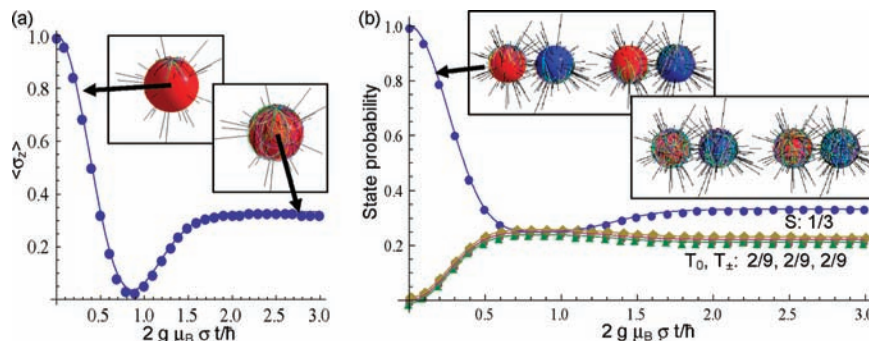 (a)
<σz>
1.0
0.8
0.6
0.4
0.2
0.5 1.0 1.5 2.0 2.5 3.0
2 g μB σ t/ħ
(b)
State probability
1.0
0.8
0.6
0.4
0.2
S: 1/3
T0, T±: 2/9, 2/9, 2/9
0.5 1.0 1.5 2.0 2.5 3.0
2 g μB σ t/ħ